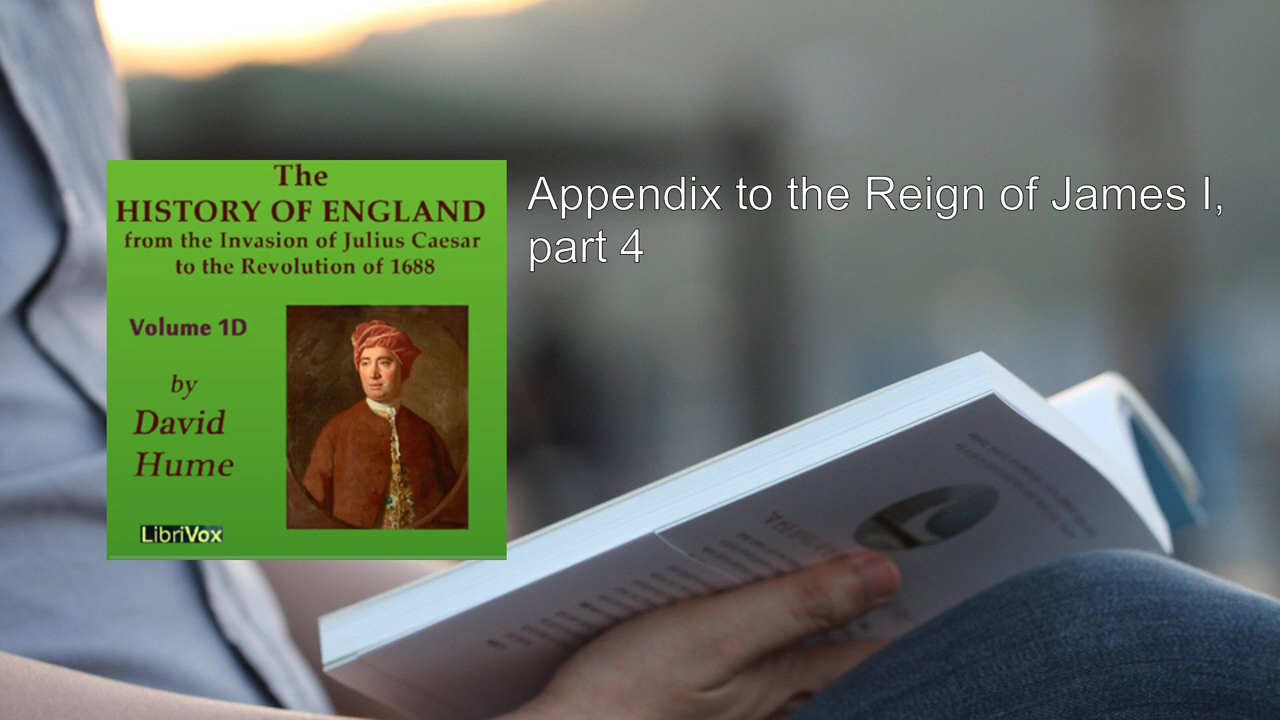 The
HISTORY OF ENGLAND
from the Invasion of Julius Caesar
to the Revolution of 1688
Volume 1D
by
David
Hume
LibriVox
Appendix to the Reign of James I,
part 4